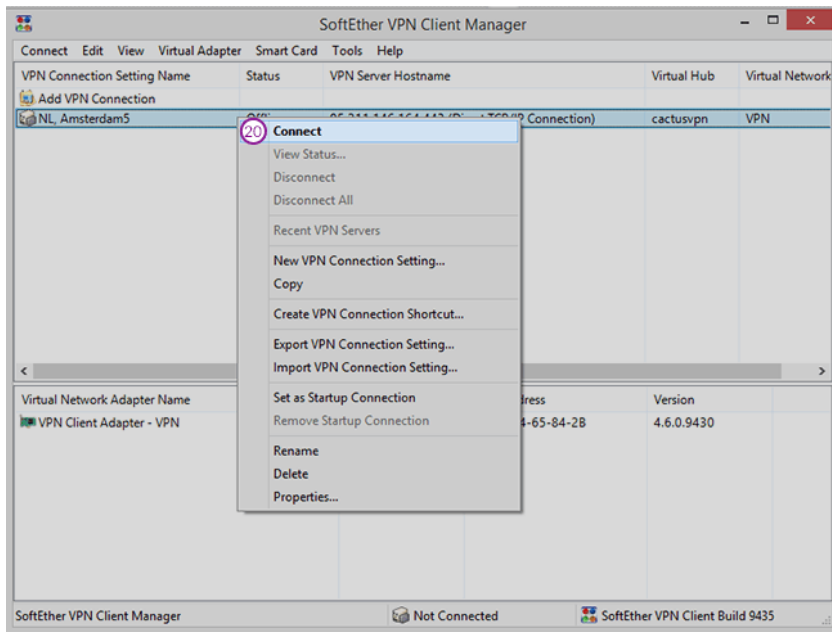 SoftEther VPN Client Manager
Connect Edit View Virtual Adapter Smart Card Tools Help
VPN Connection Setting Name Status VPN Server Hostname Virtual Hub Virtual Network
Add VPN Connection
NL, Amsterdam5 Connection) cactusvpn VPN
20 Connect
View Status...
Disconnect
Disconnect All
Recent VPN Servers
New VPN Connection Setting...
Copy
Create VPN Connection Shortcut...
Export VPN Connection Setting...
Import VPN Connection Setting...
Set as Startup Connection
Remove Startup Connection
Rename
Delete
Properties...
Virtual Network Adapter Name Version
VPN Client Adapter - VPN 4-65-84-2B 4.6.0.9430
SoftEther VPN Client Manager Not Connected SoftEther VPN Client Build 9435